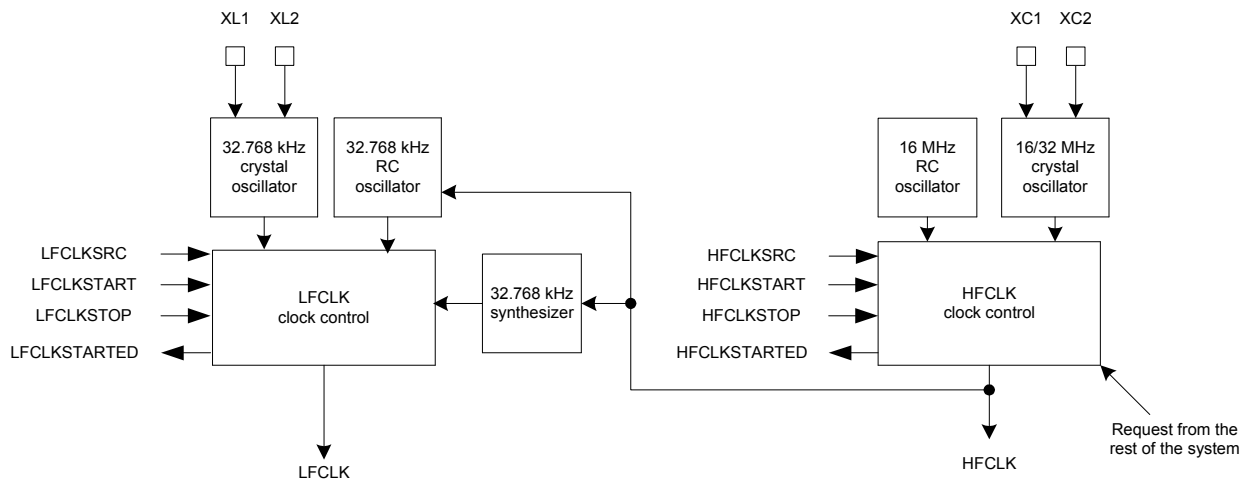 XL1
XL2
XC1
XC2
32.768 kHz
crystal
oscillator
32.768 kHz
RC
oscillator
16 MHz
RC
oscillator
16/32 MHz
crystal
oscillator
LFCLKSRC
LFCLKSTART
LFCLKSTOP
LFCLKSTARTED
LFCLK
clock control
32.768 kHz
synthesizer
HFCLKSRC
HFCLKSTART
HFCLKSTOP
HFCLKSTARTED
HFCLK
clock control
Request from the
rest of the system
LFCLK
HFCLK